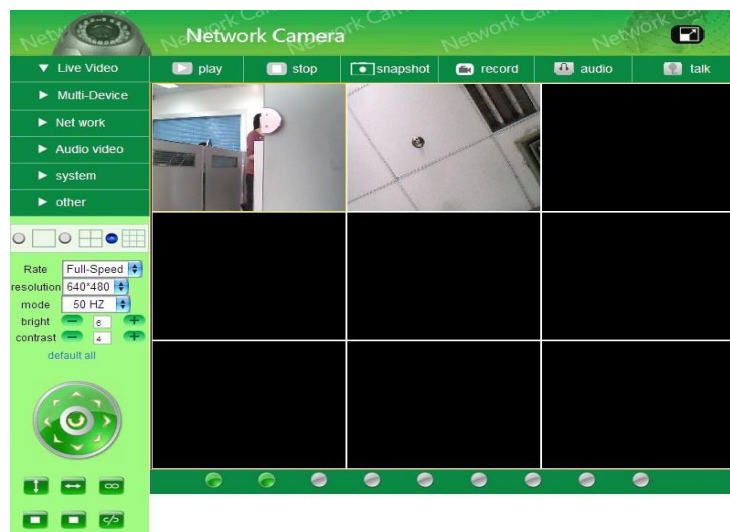 Network Camera
Network Camera Network Camera Network Camera Network Camera
Live Video
play
stop
snapshot
record
audio
talk
Multi-Device
Net work
Audio video
system
other
Rate Full-Speed
resolution 640*480
mode 50 HZ
bright 6
contrast 4
default all